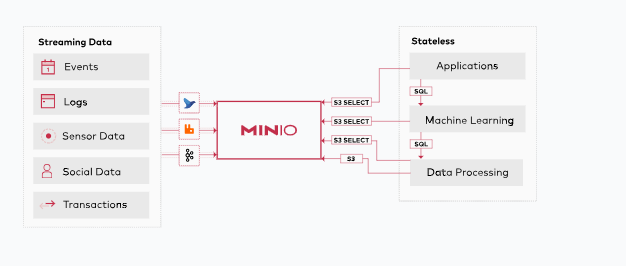 Streaming Data
Events
1
Logs
Sensor Data
Social Data
Transactions
MINIO
S3 SELECT
S3 SELECT
S3 SELECT
S3
Stateless
Applications
SQL
Machine Learning
SQL
Data Processing